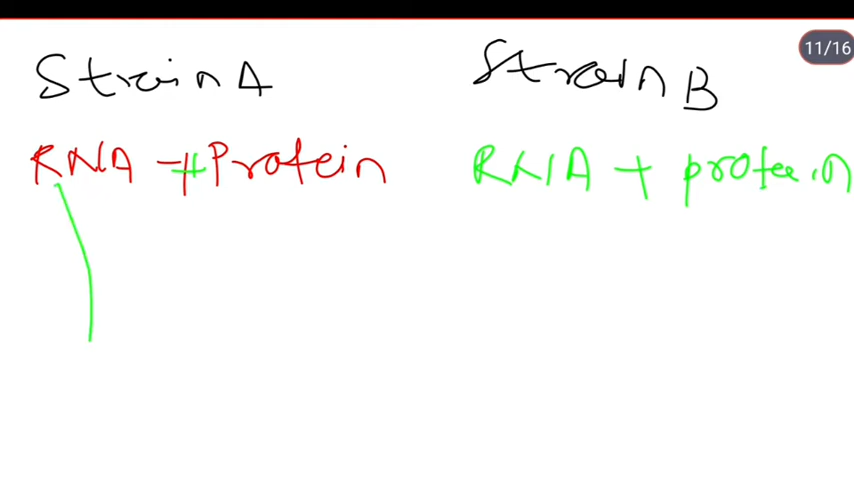 11/16
Strain A Strain B
RNA + Protein RNA + protein